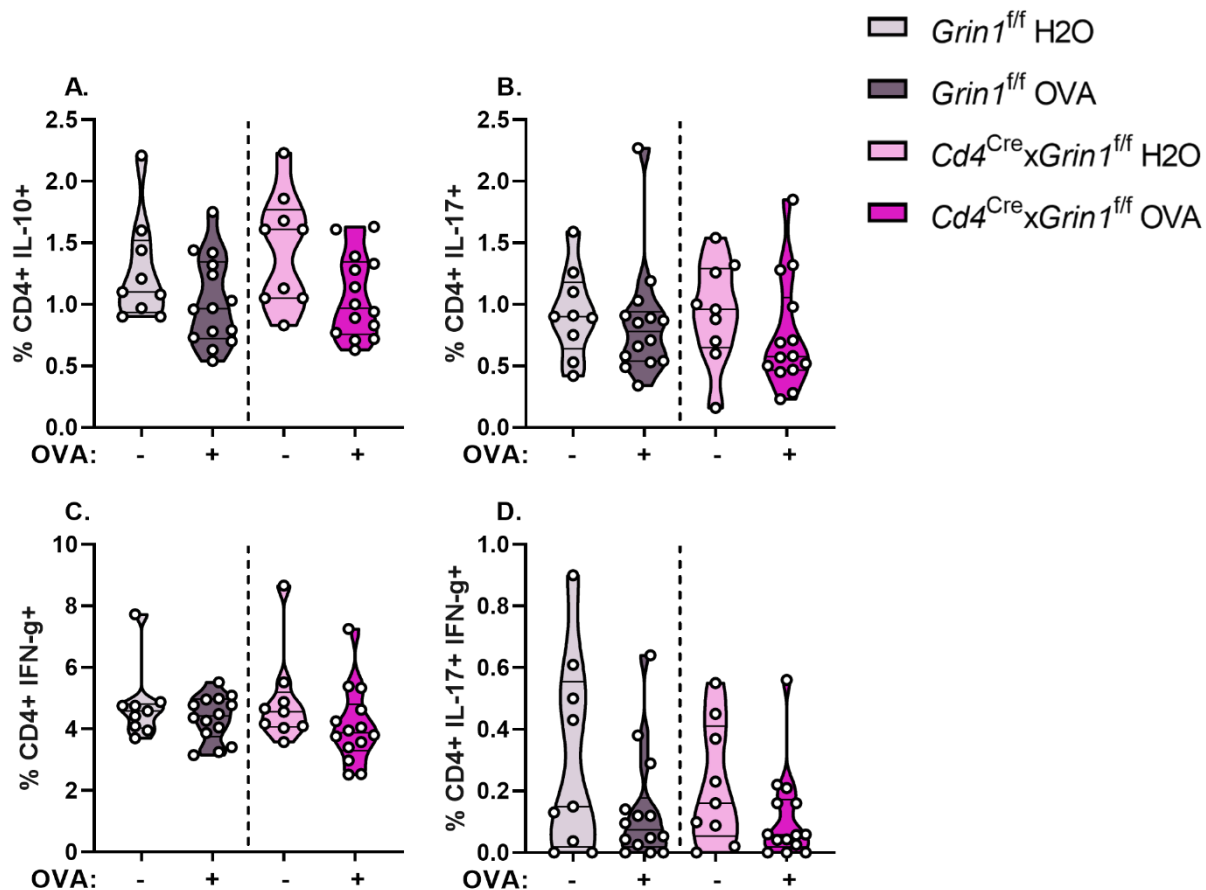 Grin1f/f H2O
Grin1f/f OVA
Cd4CrexGrin1f/f H2O
Cd4CrexGrin1f/f OVA
A.
% CD4+ IL-10+
2.5
2.0
1.5
1.0
0.5
0.0
OVA: - + - +
B.
% CD4+ IL-17+
2.5
2.0
1.5
1.0
0.5
0.0
OVA: - + - +
C.
% CD4+ IFN-g+
10
8
6
4
2
0
OVA: - + - +
D.
% CD4+ IL-17+ IFN-g+
1.0
0.8
0.6
0.4
0.2
0.0
OVA: - + - +